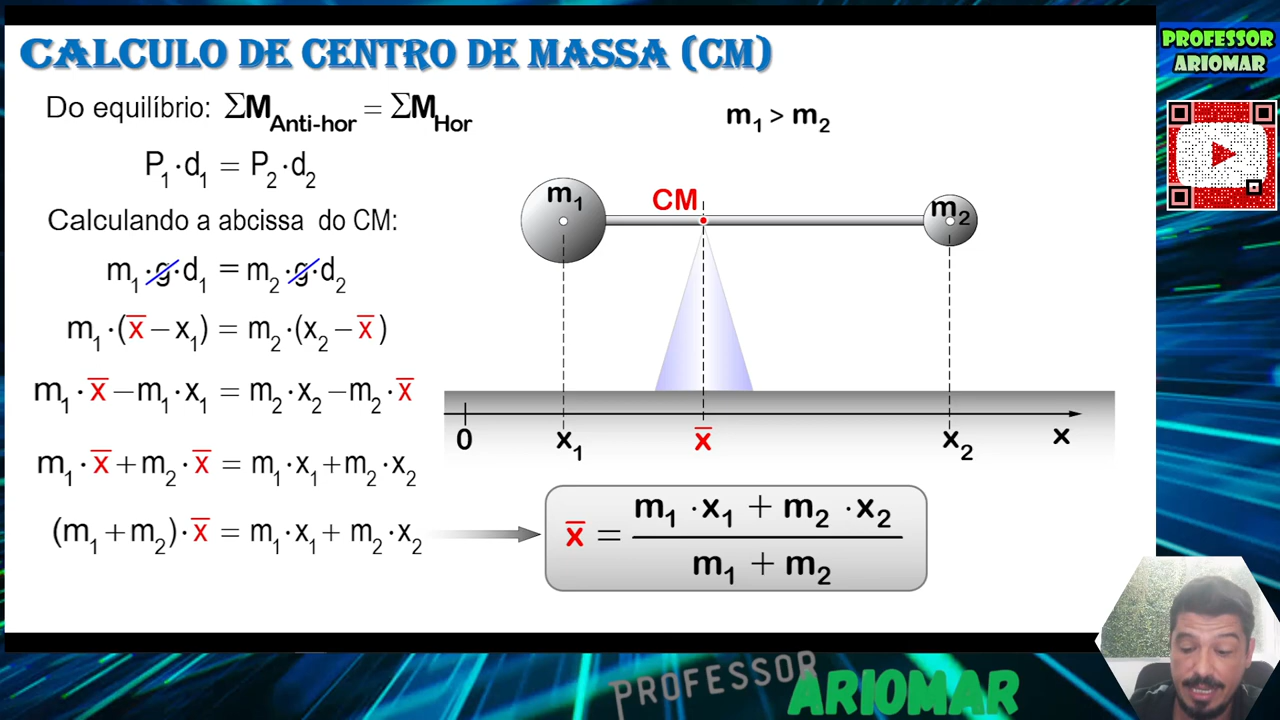 CALCULO DE CENTRO DE MASSA (CM)
Do equilíbrio: ΣM_Anti-hor = ΣM_Hor
P₁·d₁ = P₂·d₂
Calculando a abcissa do CM:
m₁·g·d₁ = m₂·g·d₂
m₁·(x̅ − x₁) = m₂·(x₂ − x̅)
m₁·x̅ − m₁·x₁ = m₂·x₂ − m₂·x̅
m₁·x̅ + m₂·x̅ = m₁·x₁ + m₂·x₂
(m₁ + m₂)·x̅ = m₁·x₁ + m₂·x₂
m₁ > m₂
m₁
CM
m₂
0 x₁ x̅ x₂ x
x̅ = (m₁·x₁ + m₂·x₂) / (m₁ + m₂)
PROFESSOR
ARIOMAR
PROFESSOR ARIOMAR